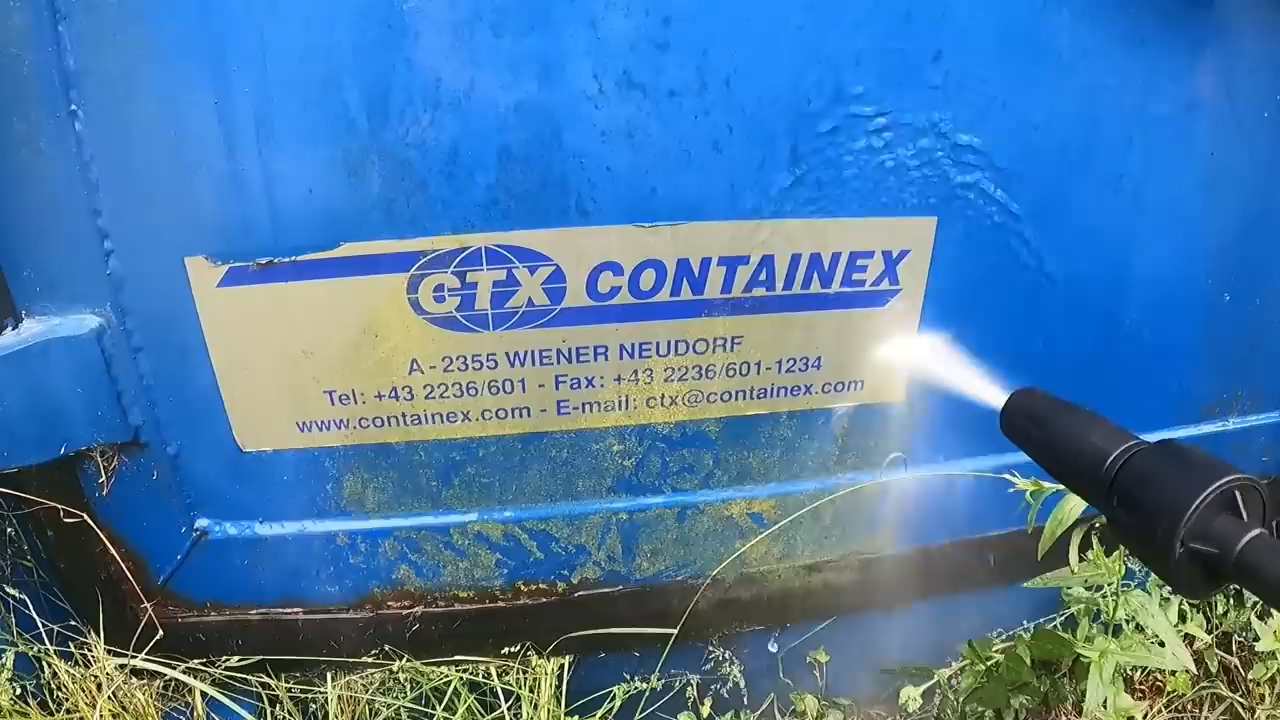 CTX CONTAINEX
A - 2355 WIENER NEUDORF
Tel: +43 2236/601 - Fax: +43 2236/601-1234
www.containex.com - E-mail: ctx@containex.com